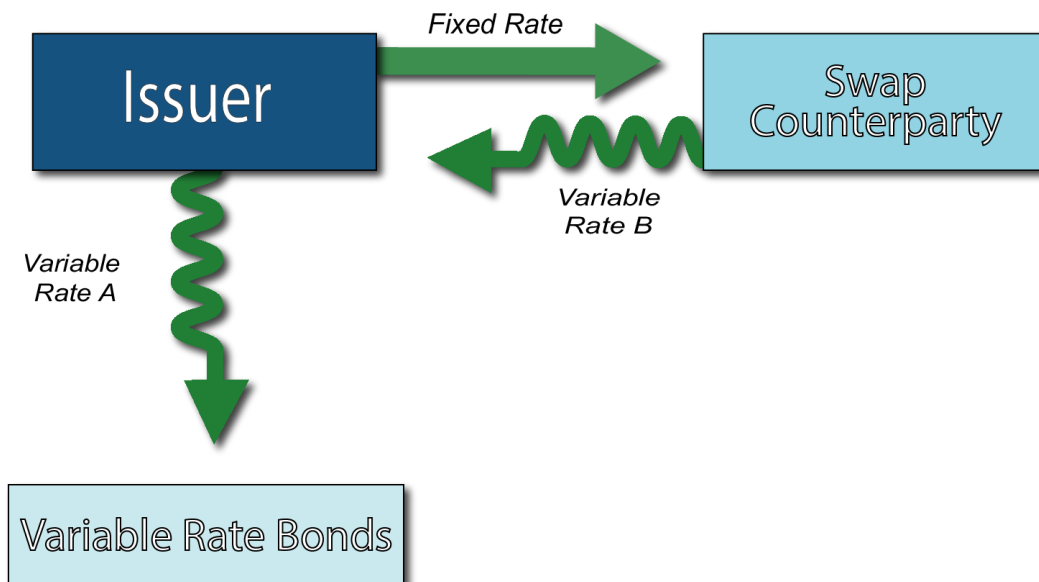 Fixed Rate
Issuer
Swap
Counterparty
Variable
Rate B
Variable
Rate A
Variable Rate Bonds